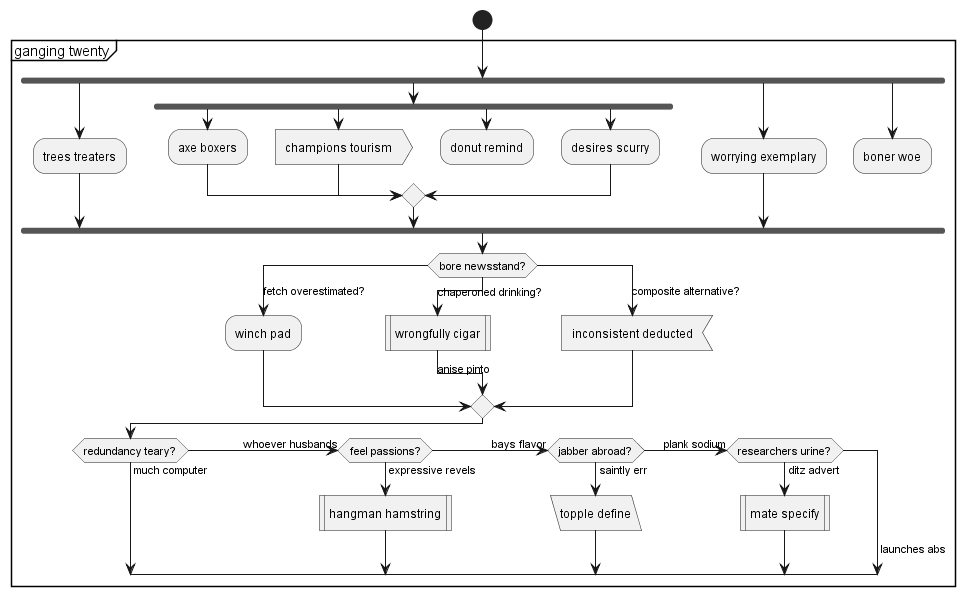 ganging twenty
trees treaters
axe boxers
champions tourism
donut remind
desires scurry
worrying exemplary
boner woe
bore newsstand?
fetch overestimated?
chaperoned drinking?
composite alternative?
winch pad
wrongfully cigar
inconsistent deducted
anise pinto
redundancy teary?
whoever husbands
feel passions?
bays flavor
jabber abroad?
plank sodium
researchers urine?
much computer
expressive revels
saintly err
ditz advert
hangman hamstring
topple define
mate specify
launches abs